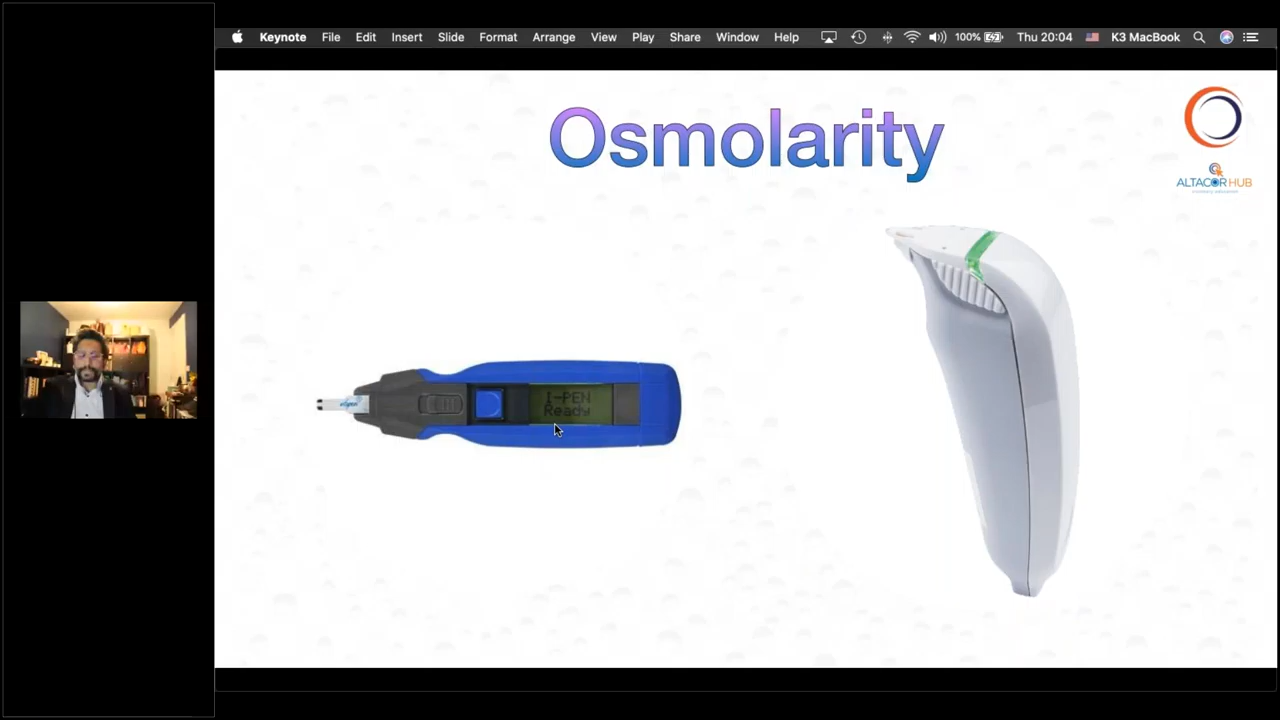 Keynote File Edit Insert Slide Format Arrange View Play Share Window Help 100% Thu 20:04 K3 MacBook
Osmolarity
ALTACOR HUB
I-PEN
Ready